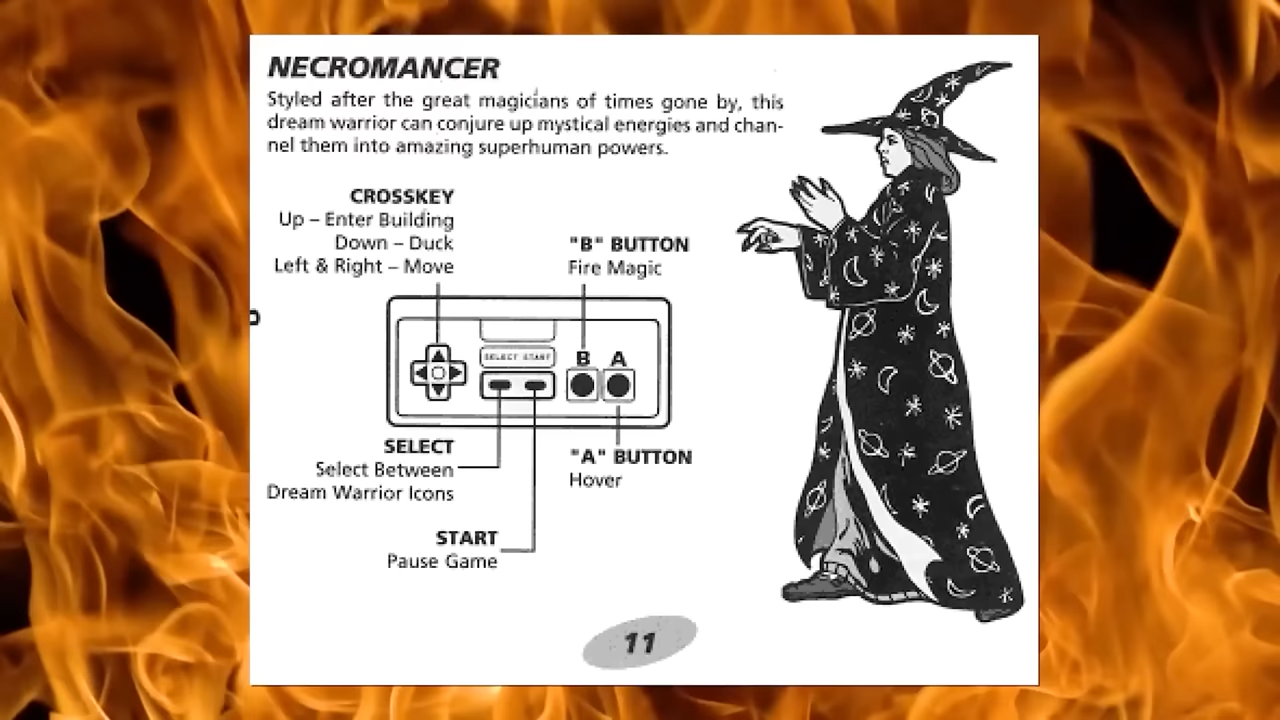 NECROMANCER
Styled after the great magicians of times gone by, this
dream warrior can conjure up mystical energies and chan-
nel them into amazing superhuman powers.
CROSSKEY
Up – Enter Building
Down – Duck
Left & Right – Move
"B" BUTTON
Fire Magic
SELECT START
B A
SELECT
Select Between
Dream Warrior Icons
"A" BUTTON
Hover
START
Pause Game
11